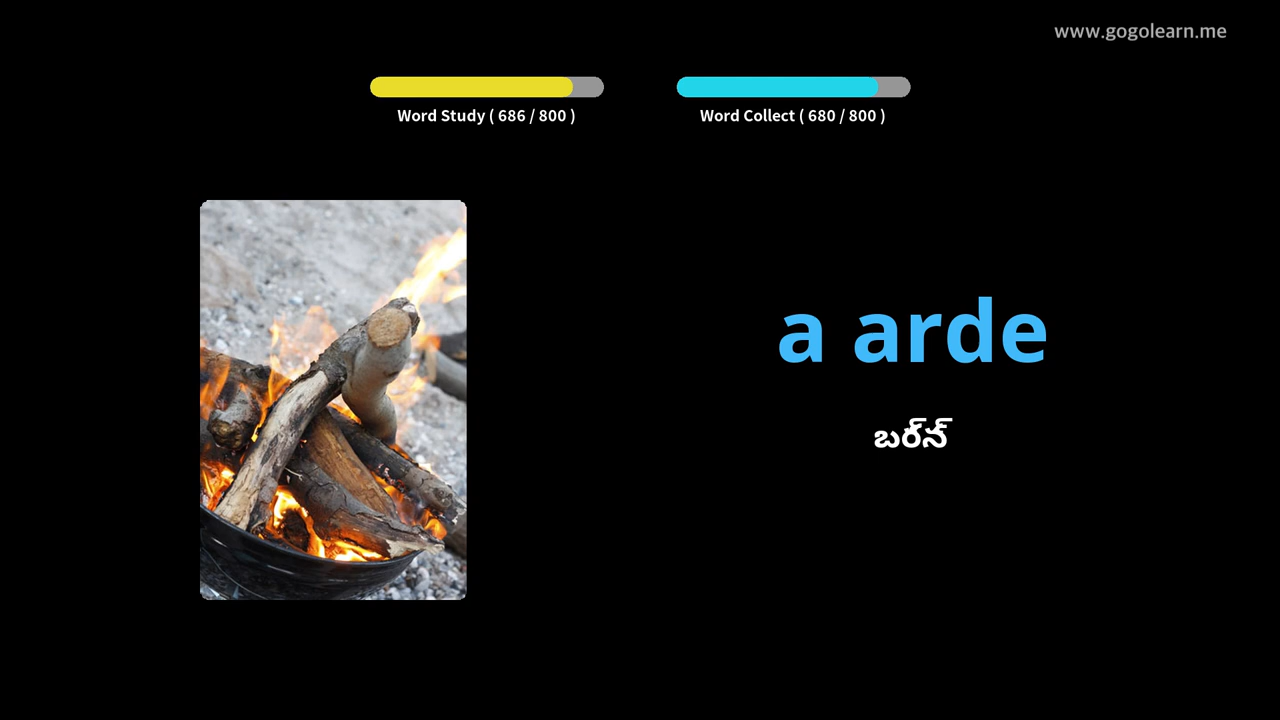 www.gogolearn.me
Word Study ( 686 / 800 )
Word Collect ( 680 / 800 )
a arde
బర్న్